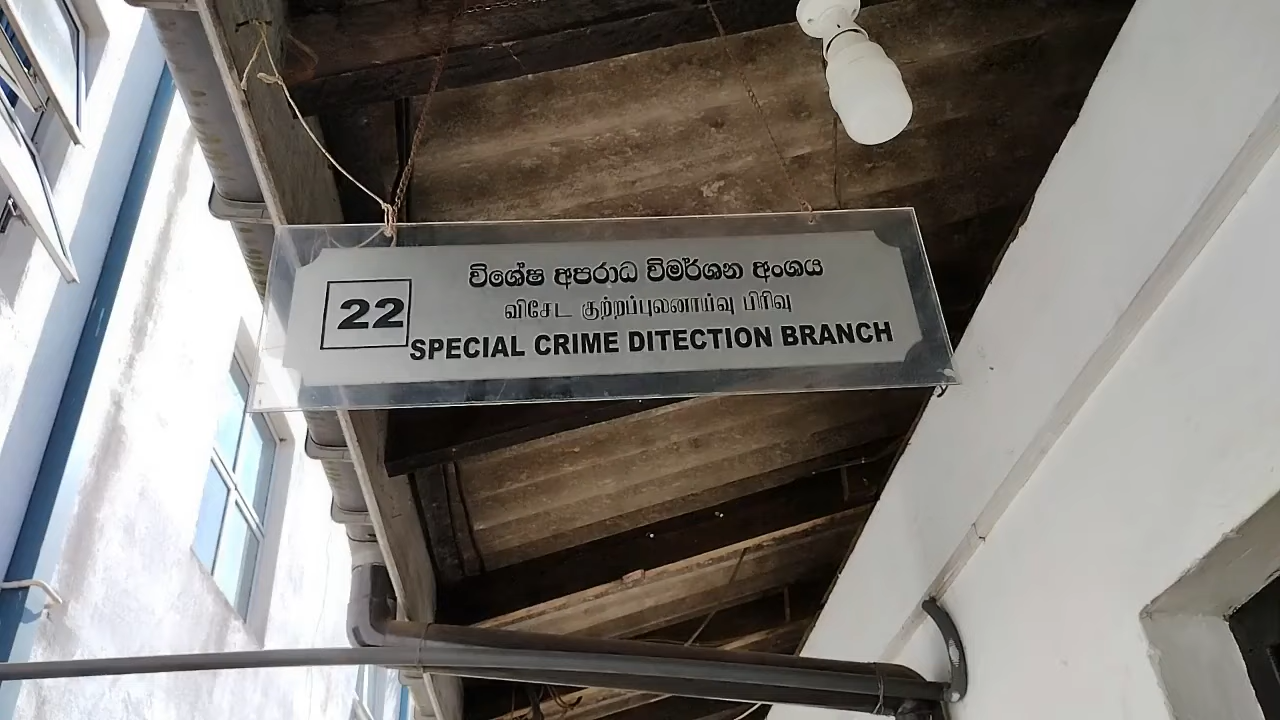 22
විශේෂ අපරාධ විමර්ශන අංශය
விசேட குற்றப்புலனாய்வு பிரிவு
SPECIAL CRIME DITECTION BRANCH